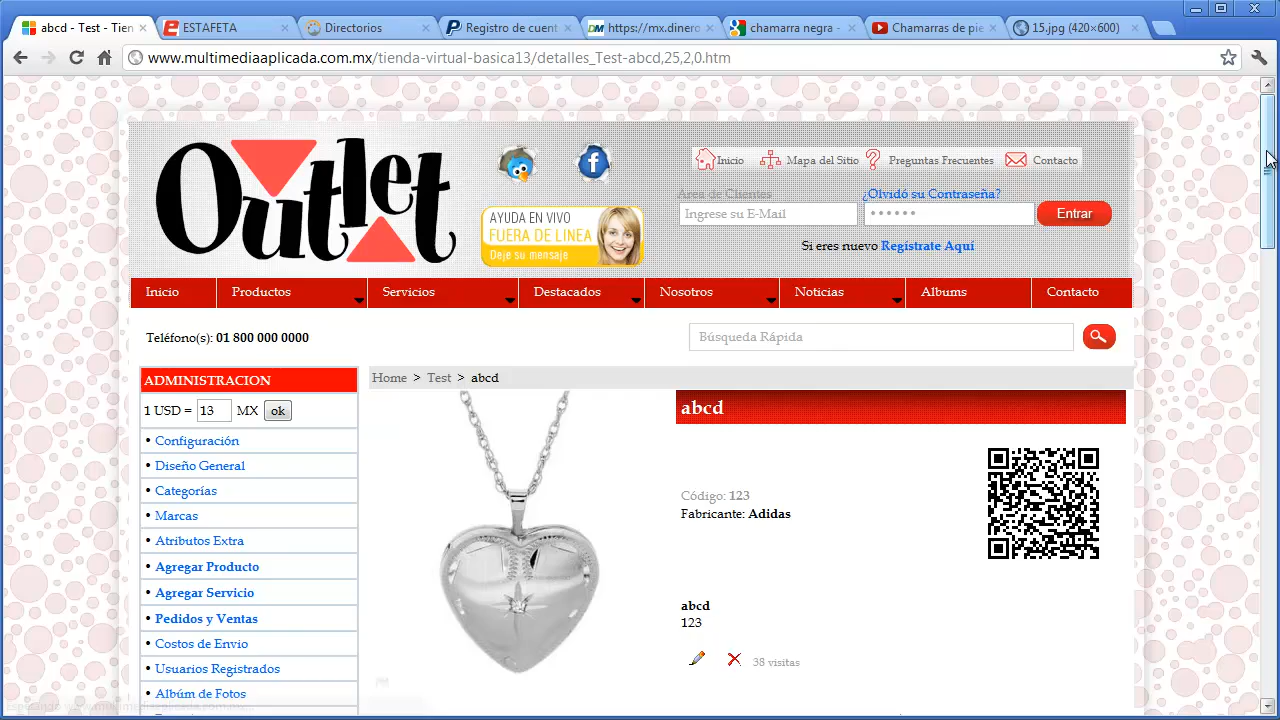 abcd - Test - Tien
ESTAFETA
Directorios
Registro de cuent
https://mx.dinero
chamarra negra -
Chamarras de pie
15.jpg (420×600)
www.multimediaaplicada.com.mx/tienda-virtual-basica13/detalles_Test-abcd,25,2,0.htm
Outlet
Inicio Mapa del Sitio Preguntas Frecuentes Contacto
Area de Clientes ¿Olvidó su Contraseña?
Ingrese su E-Mail Entrar
AYUDA EN VIVO
FUERA DE LINEA
Deje su mensaje
Si eres nuevo Registrate Aqui
Inicio Productos Servicios Destacados Nosotros Noticias Albums Contacto
Teléfono(s): 01 800 000 0000
Búsqueda Rápida
ADMINISTRACION
1 USD = 13 MX ok
• Configuración
• Diseño General
• Categorías
• Marcas
• Atributos Extra
• Agregar Producto
• Agregar Servicio
• Pedidos y Ventas
• Costos de Envio
• Usuarios Registrados
• Albúm de Fotos
Home > Test > abcd
abcd
Código: 123
Fabricante: Adidas
abcd
123
38 visitas